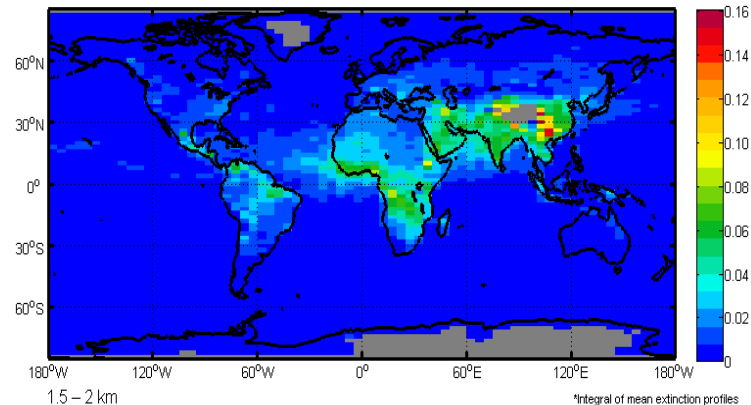 0.16
0.14
0.12
0.10
0.08
0.06
0.04
0.02
0
60°N
30°N
0°
30°S
60°S
180°W 120°W 60°W 0° 60°E 120°E 180°W
1.5 – 2 km
*Integral of mean extinction profiles